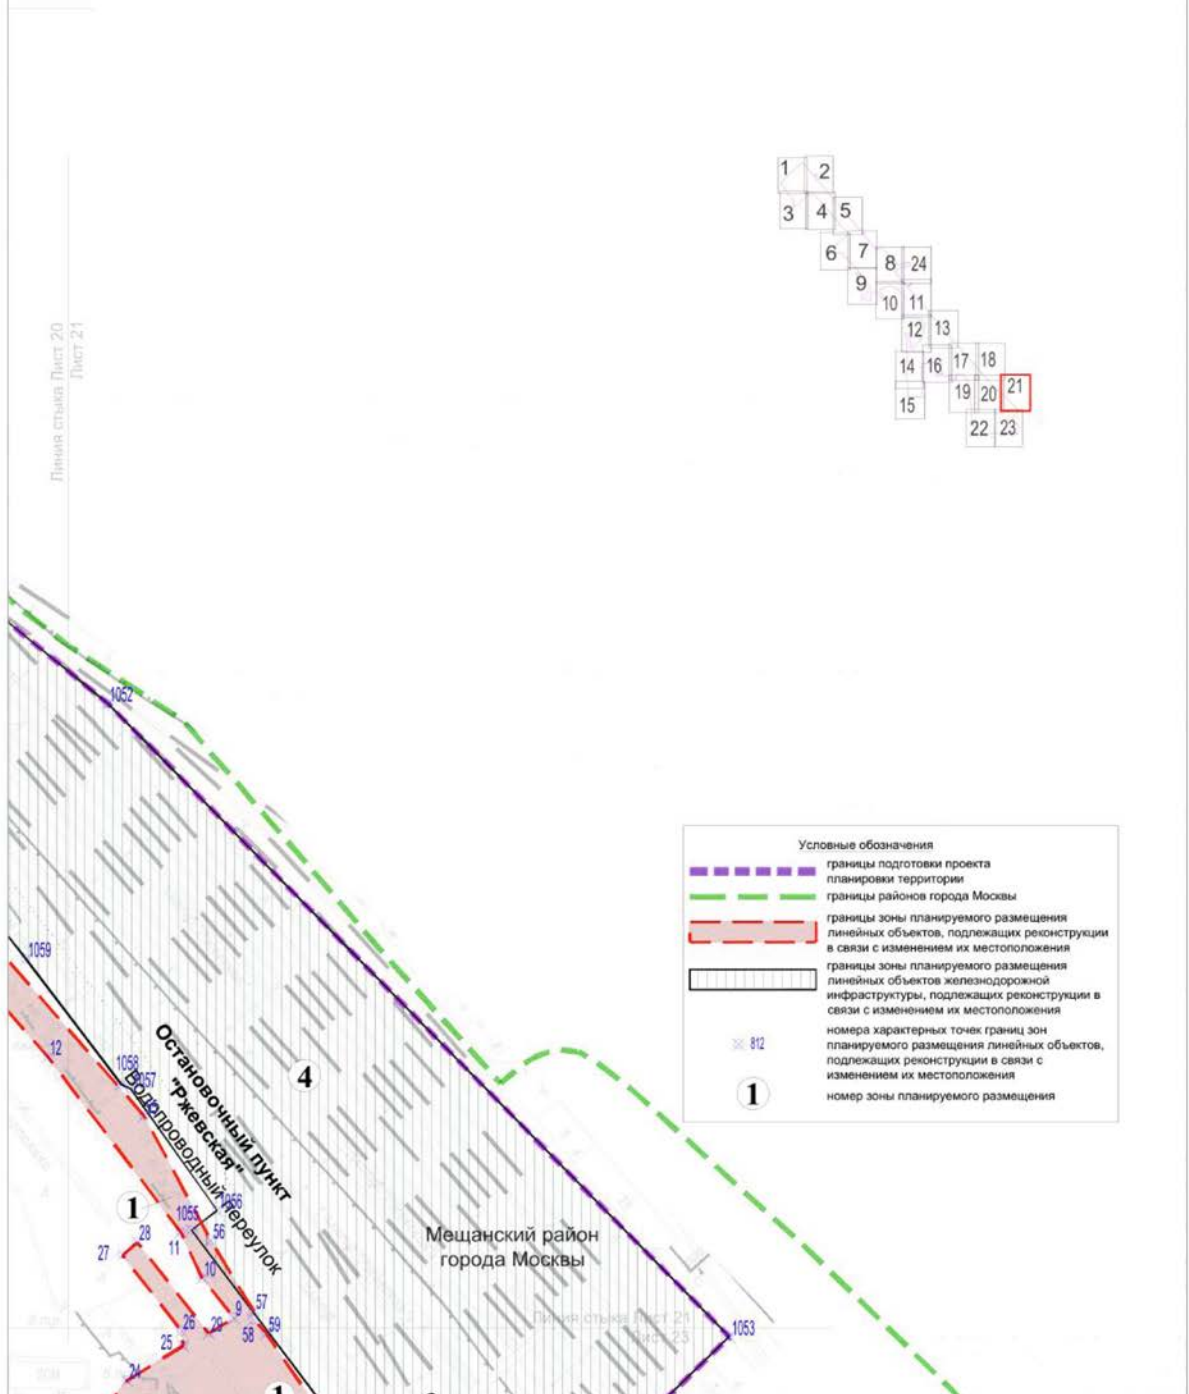 1
2
3
4
5
6
7
8
24
9
10
11
12
13
14
16
17
18
15
19
20
21
22
23
Линия стыка Лист 20
Лист 21
1052
Условные обозначения
границы подготовки проекта
планировки территории
границы районов города Москвы
границы зоны планируемого размещения
линейных объектов, подлежащих реконструкции
в связи с изменением их местоположения
границы зоны планируемого размещения
линейных объектов железнодорожной
инфраструктуры, подлежащих реконструкции в
связи с изменением их местоположения
812
номера характерных точек границ зон
планируемого размещения линейных объектов,
подлежащих реконструкции в связи с
изменением их местоположения
1
номер зоны планируемого размещения
1059
12
1058
1057
Остановочный пункт
"Ржевская"
Водопроводный переулок
4
1
1056
1055
56
11
28
27
10
Мещанский район
города Москвы
57
9
58
59
26
29
25
24
Линия стыка Лист 21
Лист 23
1053
1